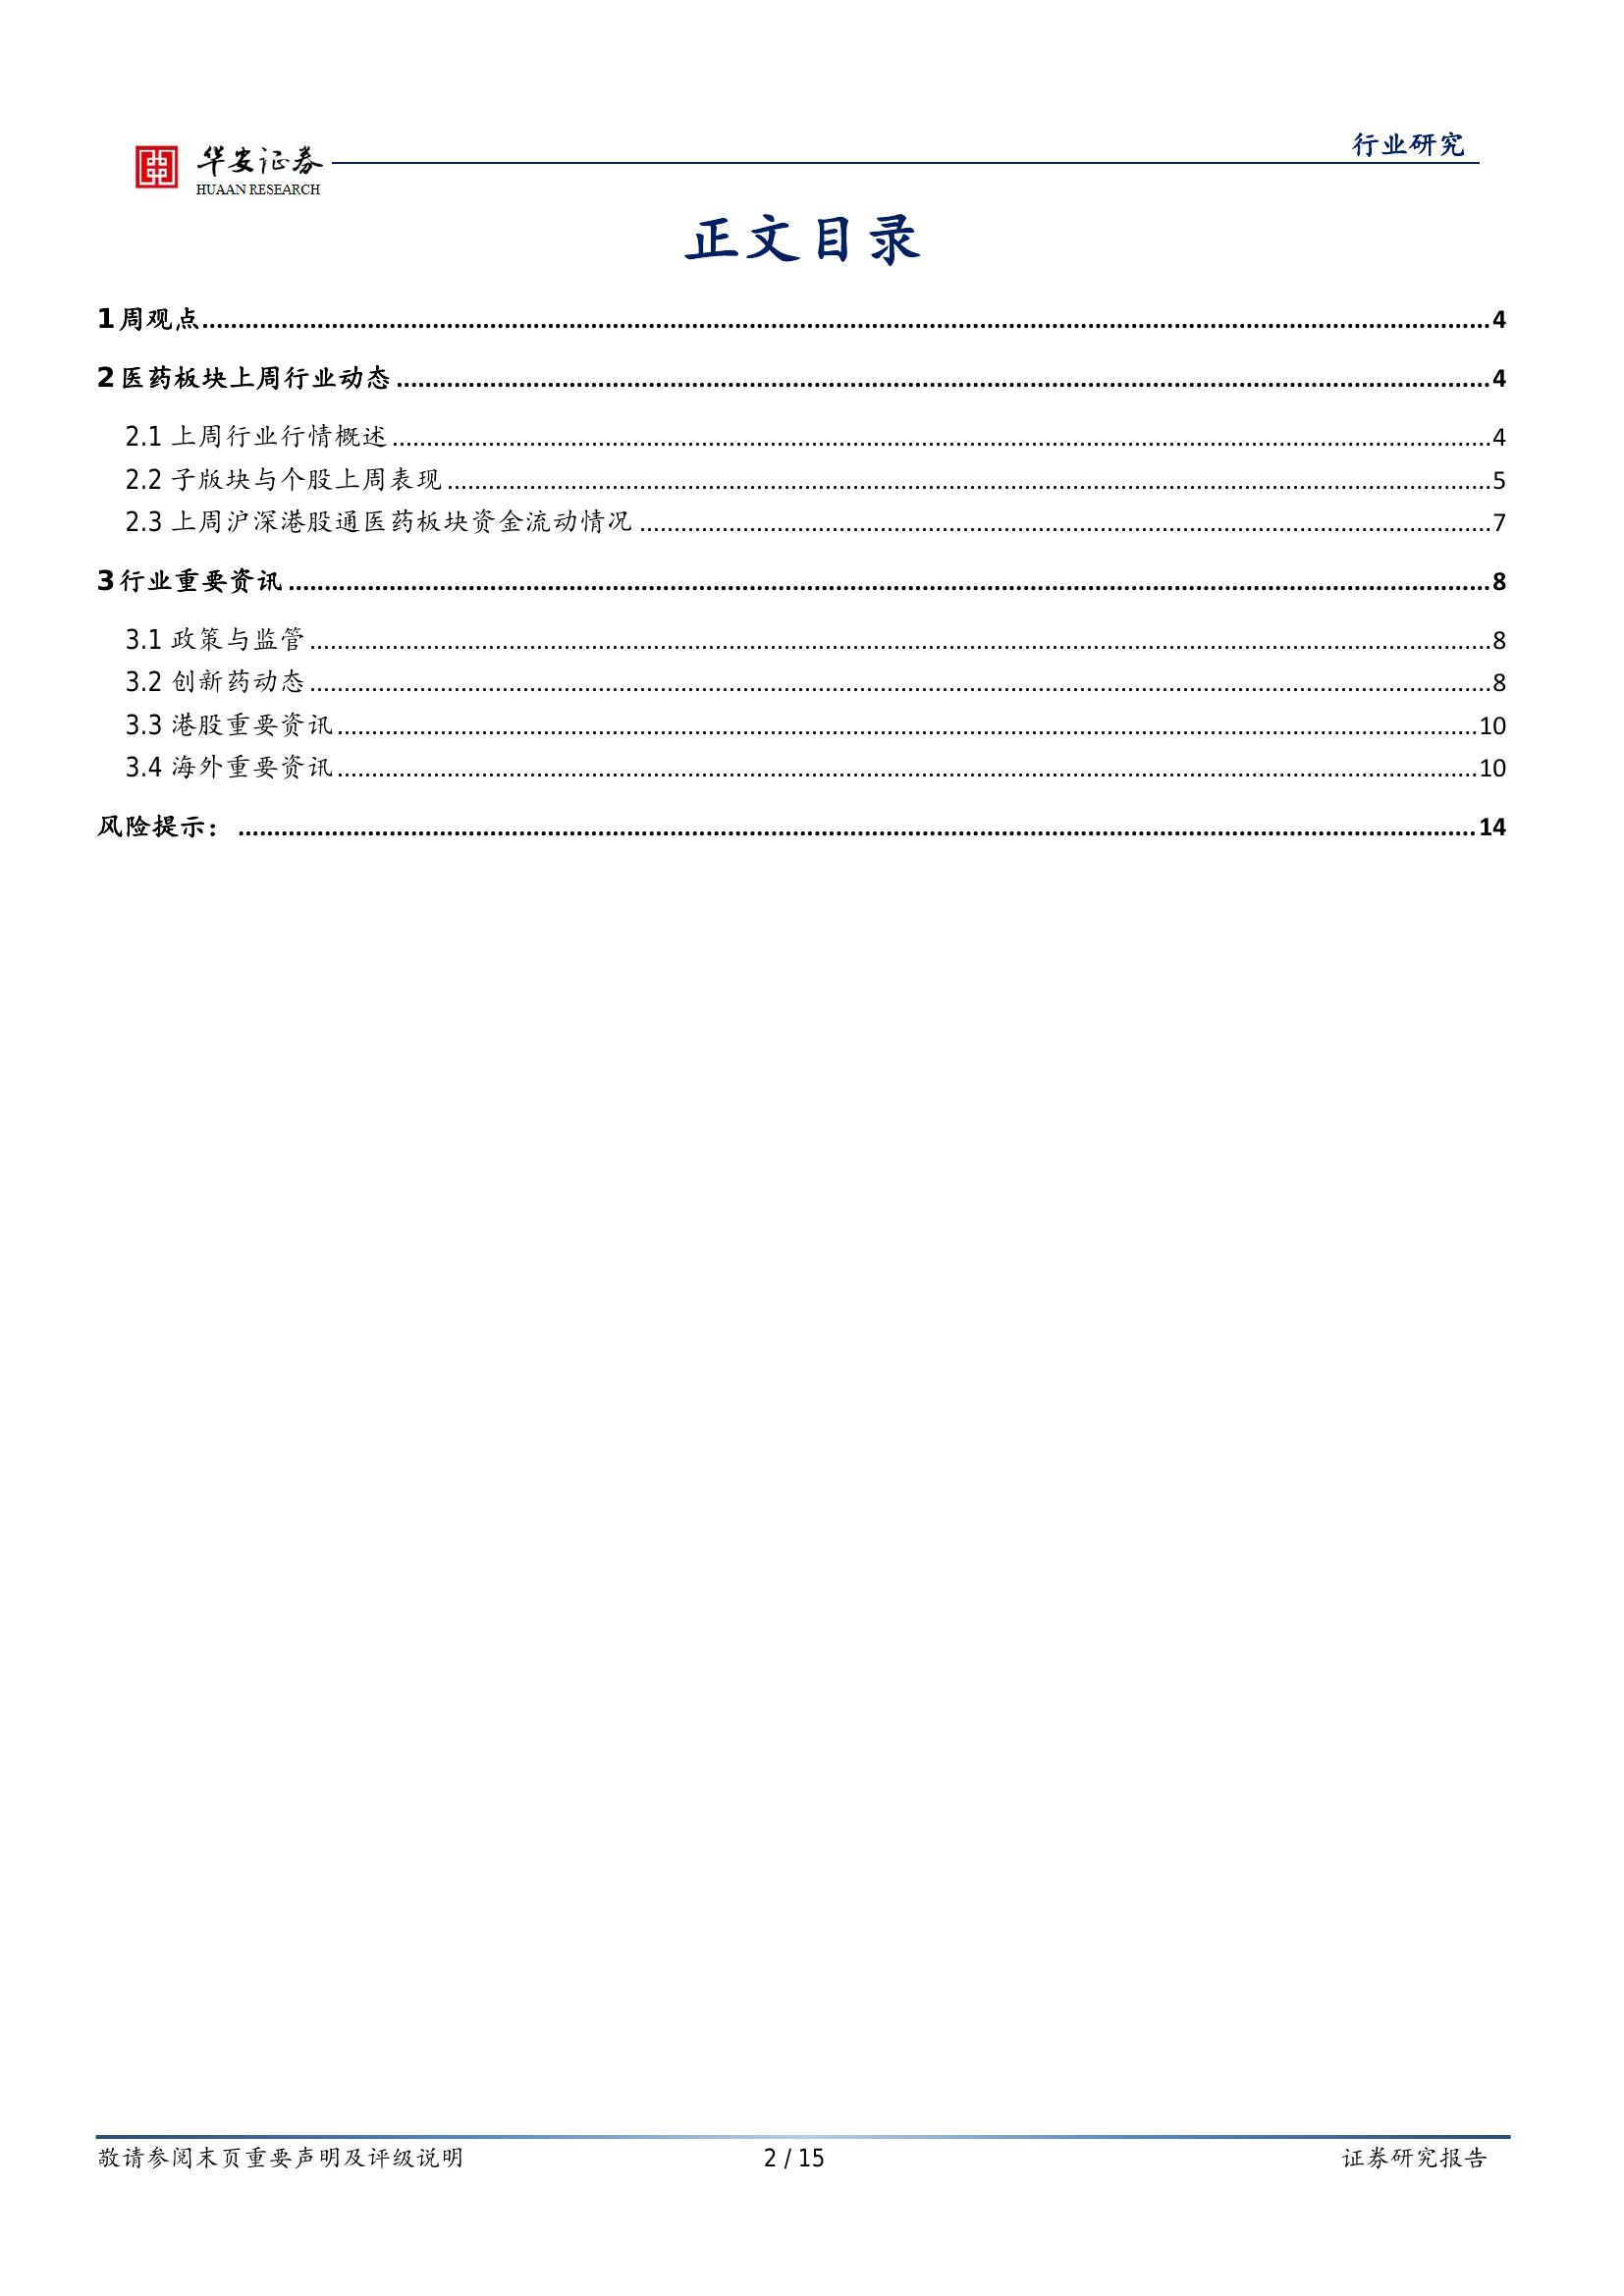 华安证券
HUAAN RESEARCH
行业研究
正文目录
1 周观点 4
2 医药板块上周行业动态 4
2.1 上周行业行情概述 4
2.2 子版块与个股上周表现 5
2.3 上周沪深港股通医药板块资金流动情况 7
3 行业重要资讯 8
3.1 政策与监管 8
3.2 创新药动态 8
3.3 港股重要资讯 10
3.4 海外重要资讯 10
风险提示： 14
敬请参阅末页重要声明及评级说明 2 / 15 证券研究报告